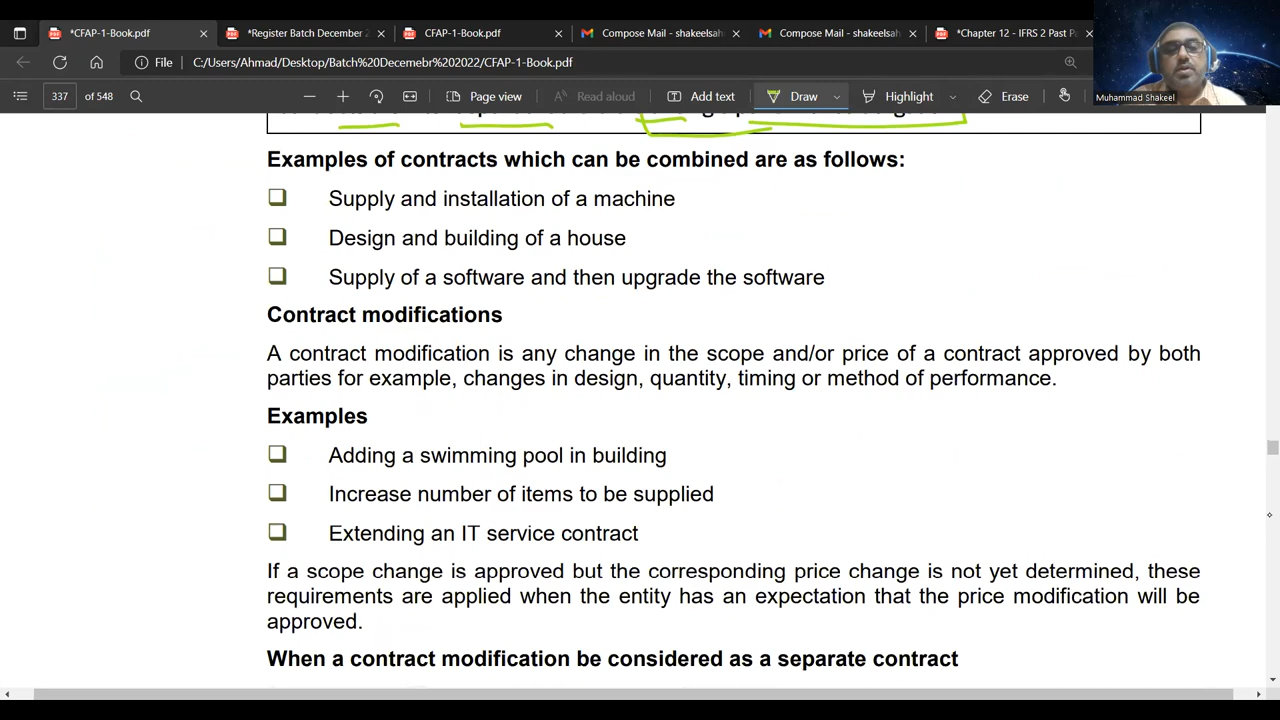 *CFAP-1-Book.pdf
*Register Batch December 2022
CFAP-1-Book.pdf
Compose Mail - shakeelsah
Compose Mail - shakeelsah
*Chapter 12 - IFRS 2 Past Pa
File C:/Users/Ahmad/Desktop/Batch%20Decemebr%202022/CFAP-1-Book.pdf
337 of 548 Page view Read aloud Add text Draw Highlight Erase
Muhammad Shakeel
Examples of contracts which can be combined are as follows:
Supply and installation of a machine
Design and building of a house
Supply of a software and then upgrade the software
Contract modifications
A contract modification is any change in the scope and/or price of a contract approved by both
parties for example, changes in design, quantity, timing or method of performance.
Examples
Adding a swimming pool in building
Increase number of items to be supplied
Extending an IT service contract
If a scope change is approved but the corresponding price change is not yet determined, these
requirements are applied when the entity has an expectation that the price modification will be
approved.
When a contract modification be considered as a separate contract